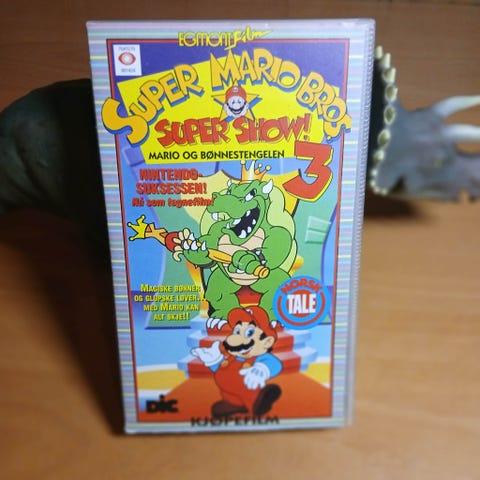 EGMONT Film
SUPER MARIO BROS.
SUPER SHOW!
3
MARIO OG BØNNESTENGELEN
NINTENDO-
SUKSESSEN!
Nå som tegnefilm!
MAGISKE BØNNER
OG GLUPSKE LØVER...
MED MARIO KAN
ALT SKJE!!
NORSK
TALE
DIC
KJØPEFILM